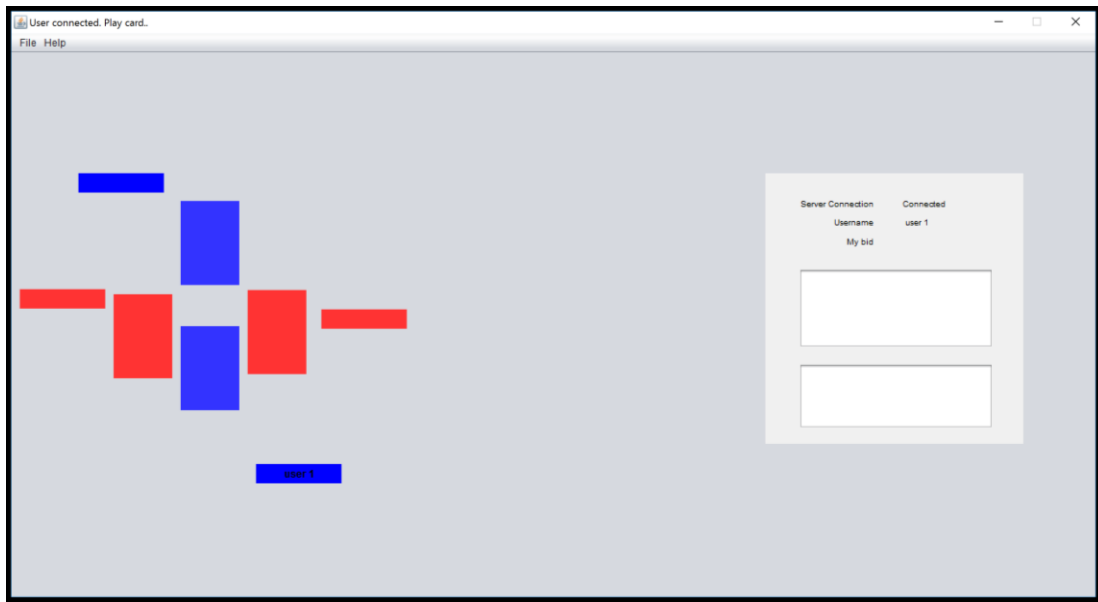 User connected. Play card..
File Help
Server Connection Connected
Username user 1
My bid
user 1